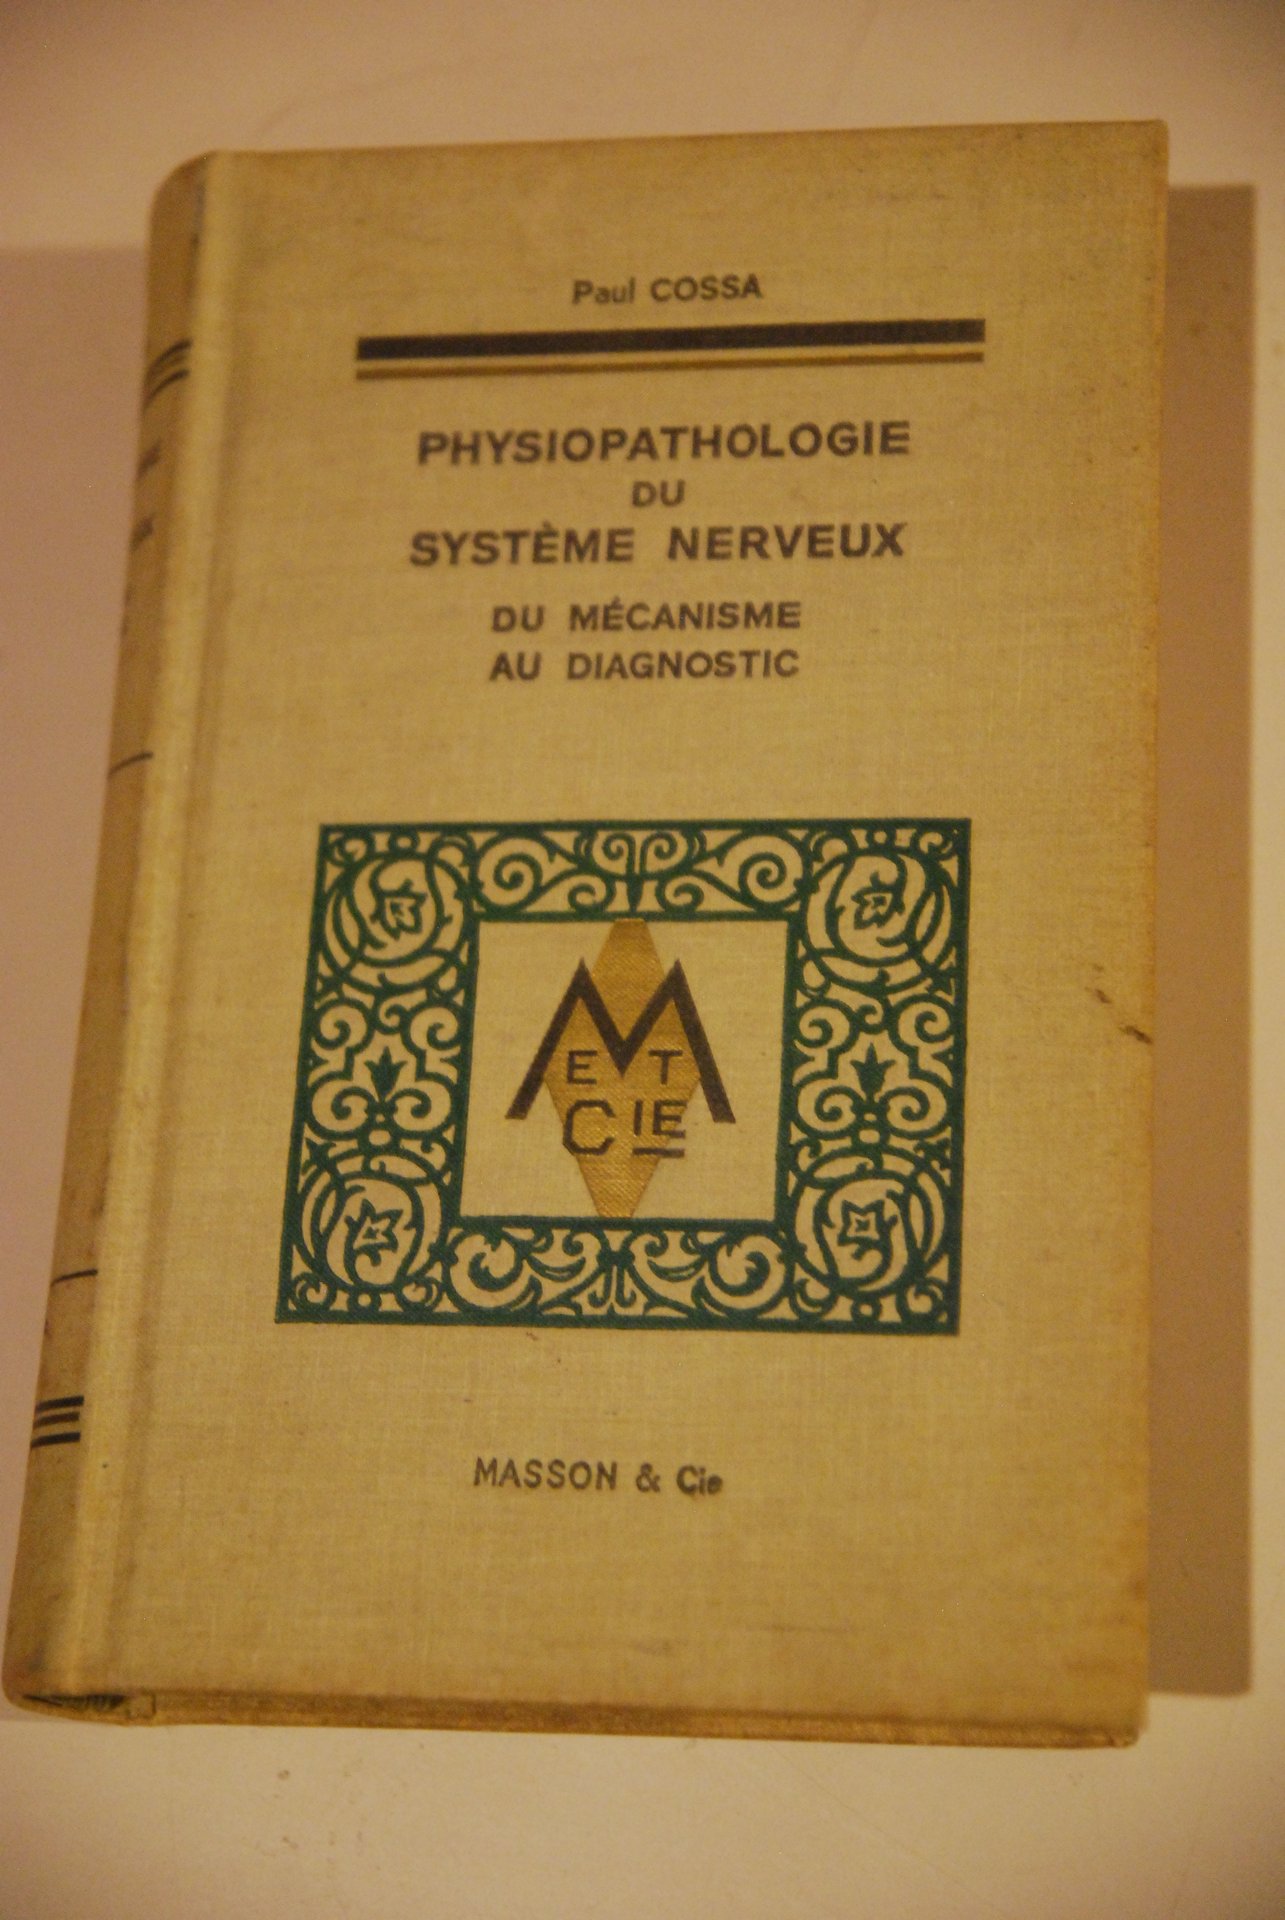 Paul COSSA
PHYSIOPATHOLOGIE
DU
SYSTÈME NERVEUX
DU MÉCANISME
AU DIAGNOSTIC
M
ET
CIE
MASSON & Cie